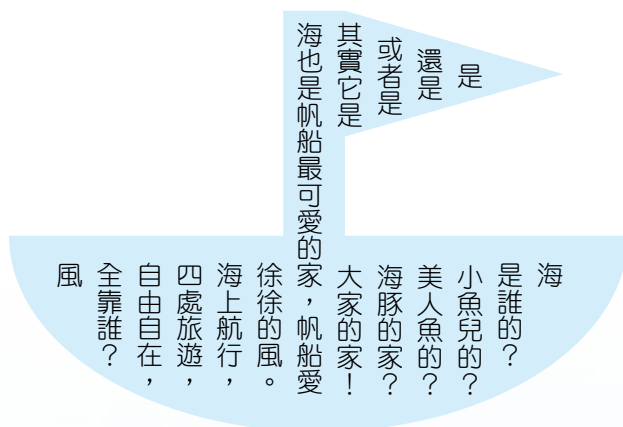 海
是誰的？
是小魚兒的？
還是美人魚的？
或者是海豚的家？
其實它是大家的家！
海也是帆船最可愛的家，帆船愛
徐徐的風。
海上航行，
四處旅遊，
自由自在，
全靠誰？
風